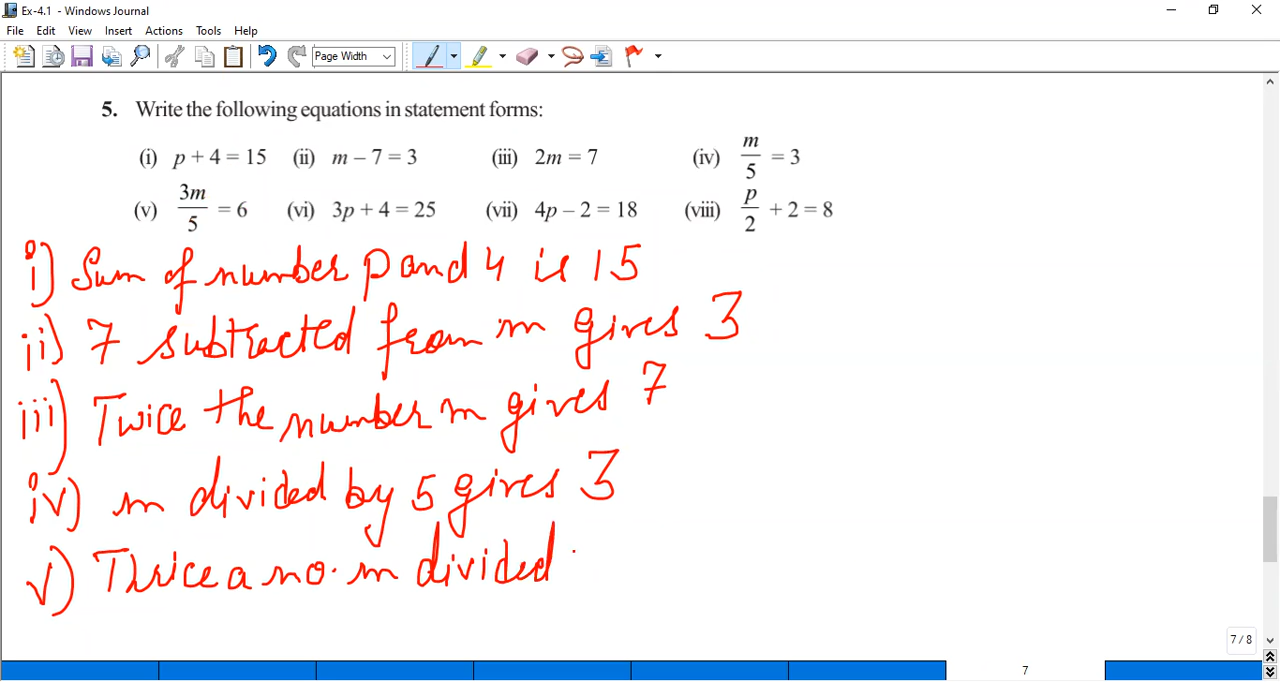 Ex-4.1 - Windows Journal
File Edit View Insert Actions Tools Help
Page Width
5. Write the following equations in statement forms:
(i) p + 4 = 15 (ii) m – 7 = 3 (iii) 2m = 7 (iv) m/5 = 3
(v) 3m/5 = 6 (vi) 3p + 4 = 25 (vii) 4p – 2 = 18 (viii) p/2 + 2 = 8
i) Sum of number p and 4 is 15
ii) 7 subtracted from m gives 3
iii) Twice the number m gives 7
iv) m divided by 5 gives 3
v) Thrice a no. m divided
7 / 8
7